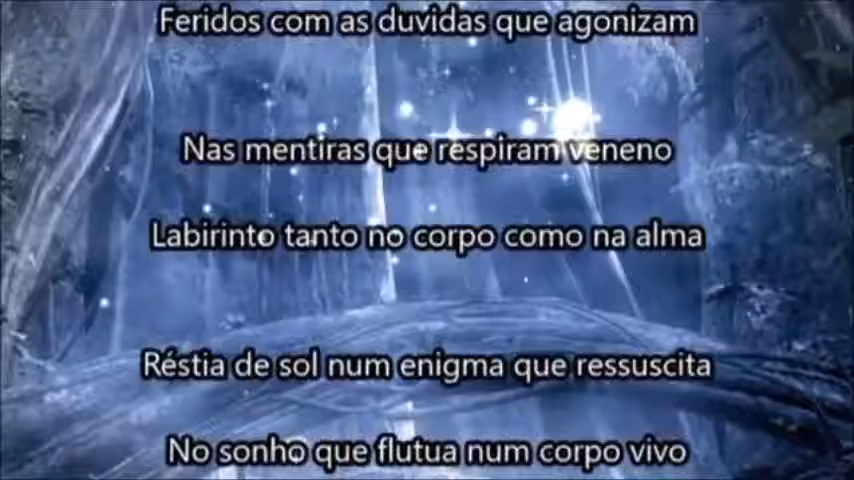 Feridos com as duvidas que agonizam
Nas mentiras que respiram veneno
Labirinto tanto no corpo como na alma
Réstia de sol num enigma que ressuscita
No sonho que flutua num corpo vivo